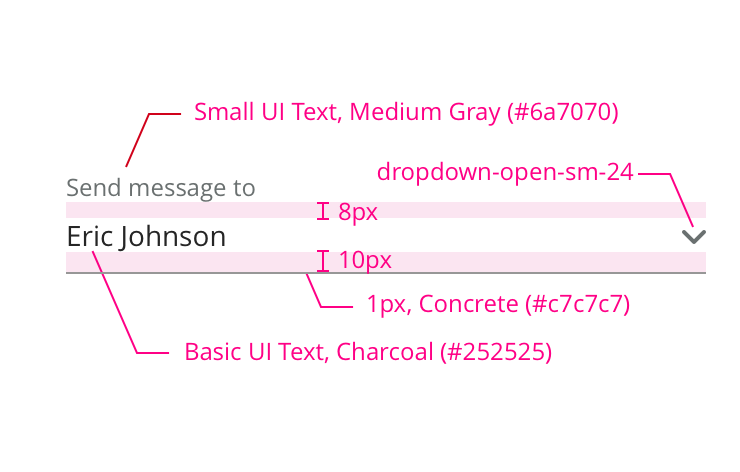 Small UI Text, Medium Gray (#6a7070)
dropdown-open-sm-24
Send message to
8px
Eric Johnson
10px
1px, Concrete (#c7c7c7)
Basic UI Text, Charcoal (#252525)